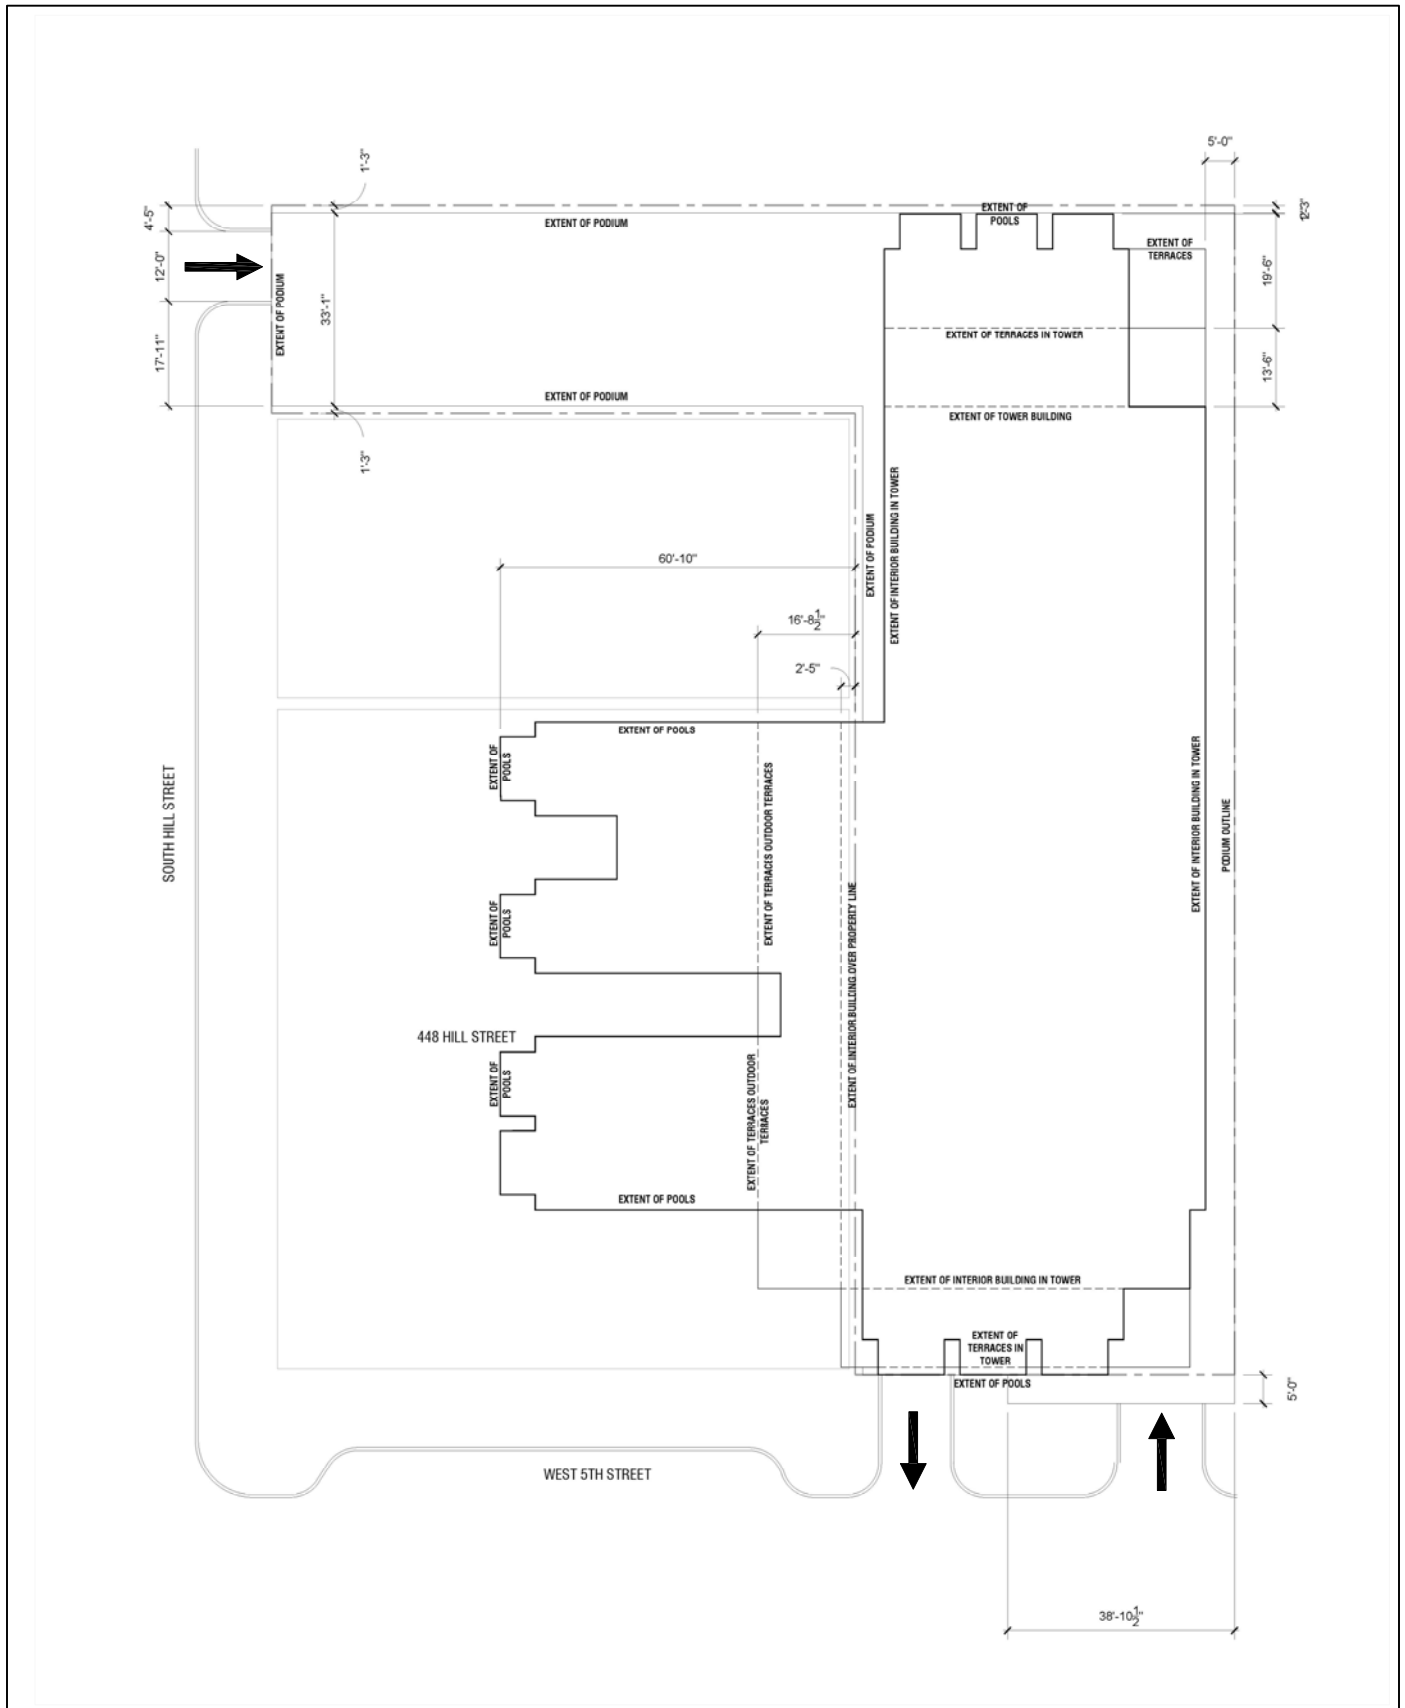 5'-0"
1'-3"
4'-5"
EXTENT OF
POOLS
EXTENT OF PODIUM
EXTENT OF
TERRACES
12'-0"
EXTENT OF PODIUM
33'-1"
19'-6"
EXTENT OF TERRACES IN TOWER
17'-11"
13'-6"
EXTENT OF PODIUM
EXTENT OF TOWER BUILDING
1'-3"
EXTENT OF PODIUM
EXTENT OF INTERIOR BUILDING IN TOWER
60'-10"
16'-8 1/2"
2'-5"
EXTENT OF POOLS
EXTENT OF
POOLS
EXTENT OF TERRACES OUTDOOR TERRACES
SOUTH HILL STREET
EXTENT OF INTERIOR BUILDING IN TOWER
PODIUM OUTLINE
EXTENT OF
POOLS
EXTENT OF INTERIOR BUILDING OVER PROPERTY LINE
448 HILL STREET
EXTENT OF
POOLS
EXTENT OF TERRACES OUTDOOR
TERRACES
EXTENT OF POOLS
EXTENT OF INTERIOR BUILDING IN TOWER
EXTENT OF
TERRACES IN
TOWER
EXTENT OF POOLS
5'-0"
WEST 5TH STREET
38'-10 1/2"